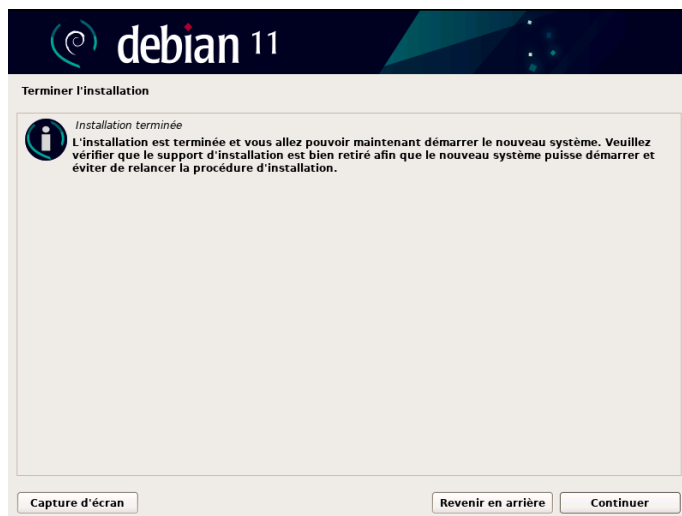 debian 11
Terminer l'installation
Installation terminée
L'installation est terminée et vous allez pouvoir maintenant démarrer le nouveau système. Veuillez
vérifier que le support d'installation est bien retiré afin que le nouveau système puisse démarrer et
éviter de relancer la procédure d'installation.
Capture d'écran
Revenir en arrière
Continuer